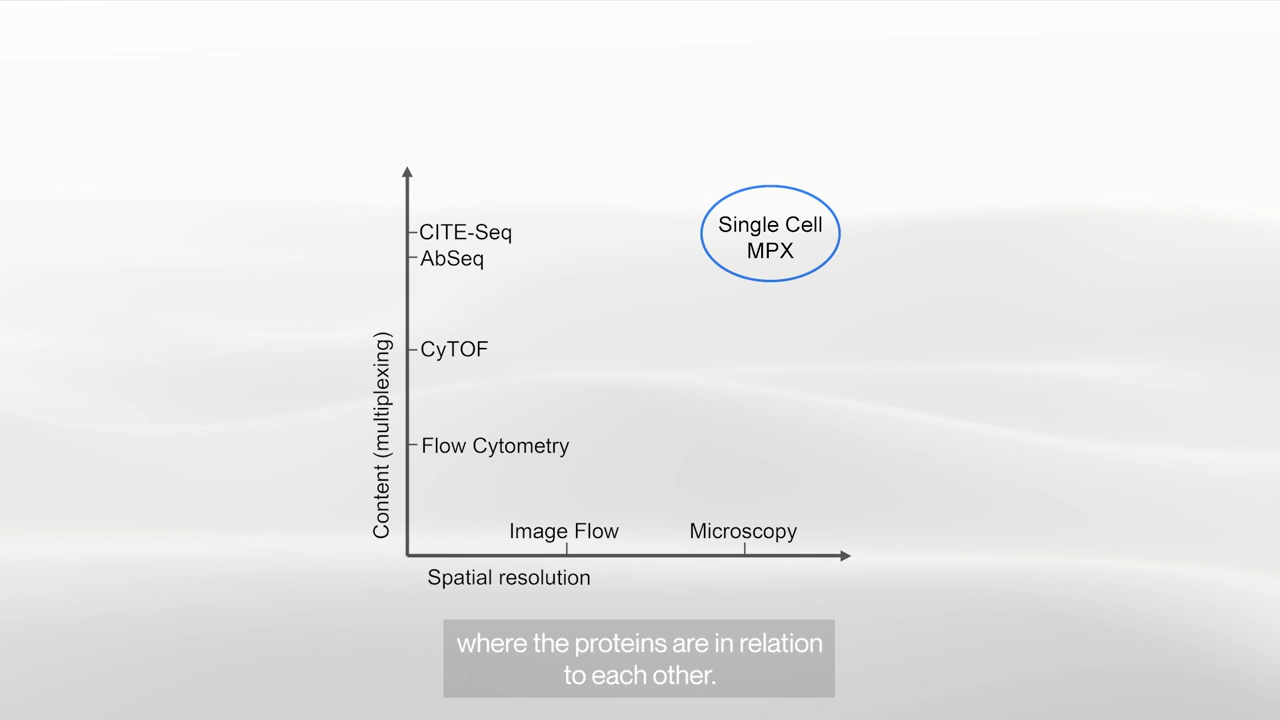 CITE-Seq
AbSeq
Single Cell
MPX
CyTOF
Content (multiplexing)
Flow Cytometry
Image Flow
Microscopy
Spatial resolution
where the proteins are in relation
to each other.